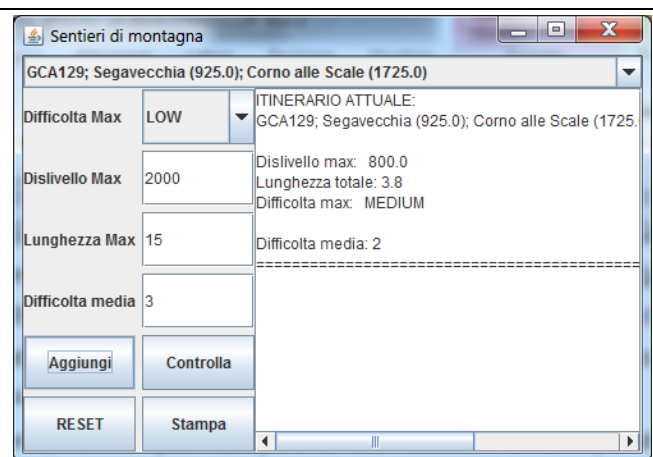 Sentieri di montagna
GCA129; Segavecchia (925.0); Corno alle Scale (1725.0)
Difficolta Max
LOW
Dislivello Max
2000
Lunghezza Max
15
Difficolta media
3
Aggiungi
Controlla
RESET
Stampa
ITINERARIO ATTUALE:
GCA129; Segavecchia (925.0); Corno alle Scale (1725.
Dislivello max: 800.0
Lunghezza totale: 3.8
Difficolta max: MEDIUM
Difficolta media: 2
============================================